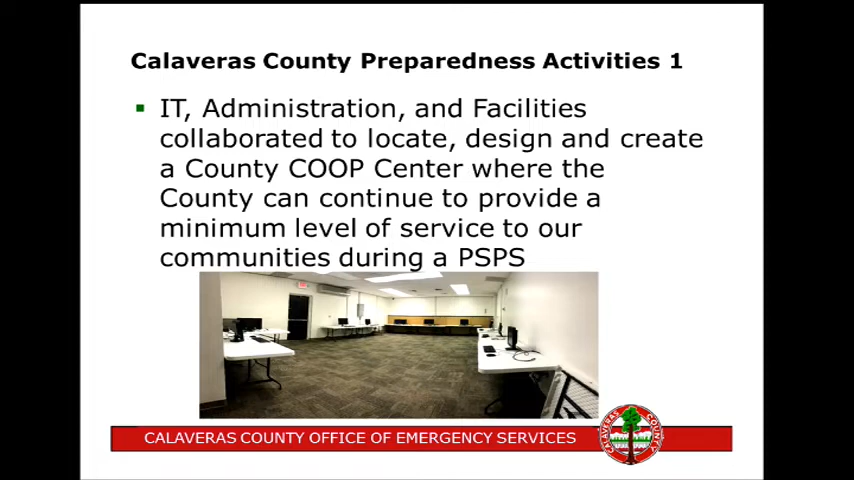 Calaveras County Preparedness Activities 1
IT, Administration, and Facilities
collaborated to locate, design and create
a County COOP Center where the
County can continue to provide a
minimum level of service to our
communities during a PSPS
CALAVERAS COUNTY OFFICE OF EMERGENCY SERVICES
CALAVERAS COUNTY